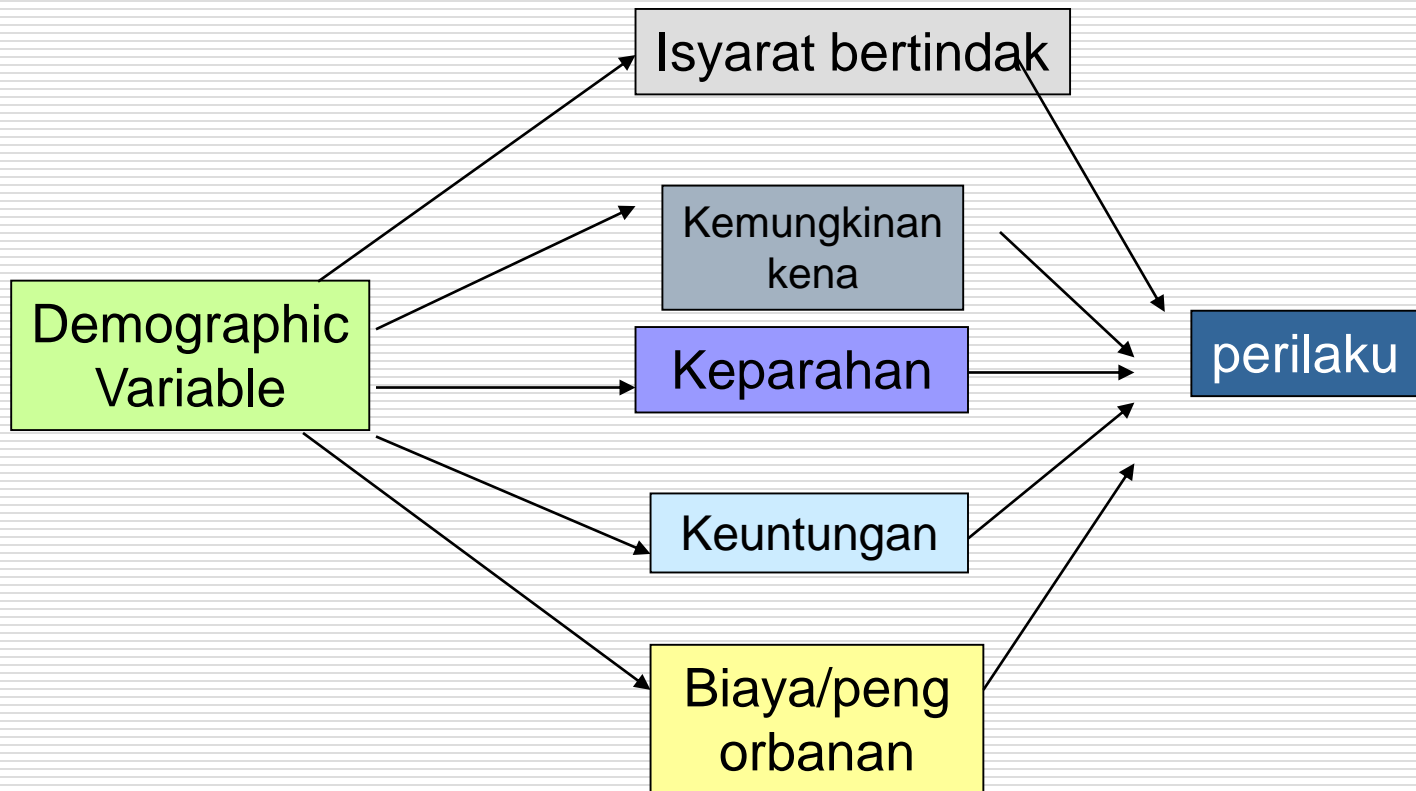 Isyarat bertindak
Kemungkinan
kena
Demographic
Variable
Keparahan
perilaku
Keuntungan
Biaya/peng
orbanan